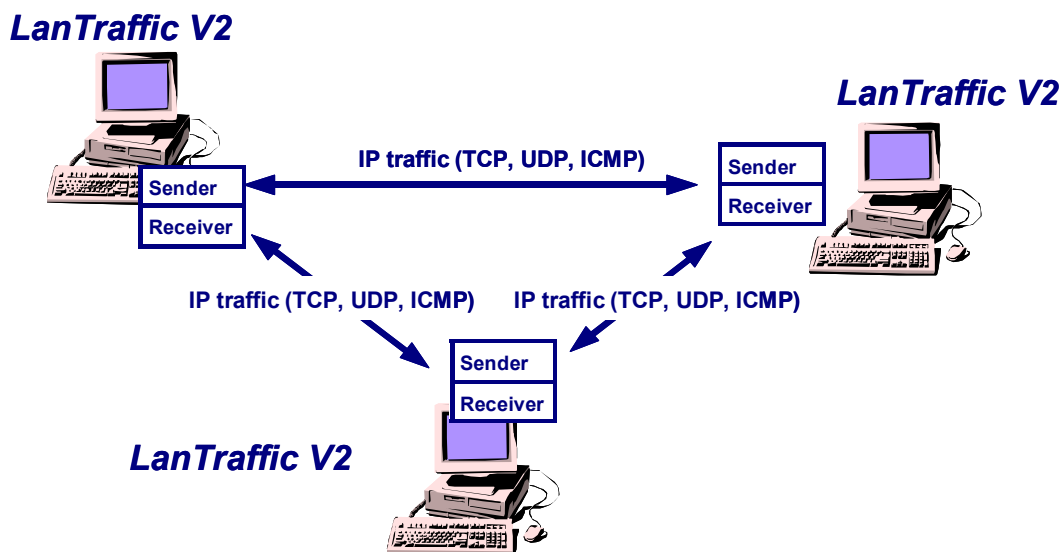 LanTraffic V2
LanTraffic V2
IP traffic (TCP, UDP, ICMP)
Sender
Receiver
Sender
Receiver
IP traffic (TCP, UDP, ICMP)
IP traffic (TCP, UDP, ICMP)
Sender
Receiver
LanTraffic V2